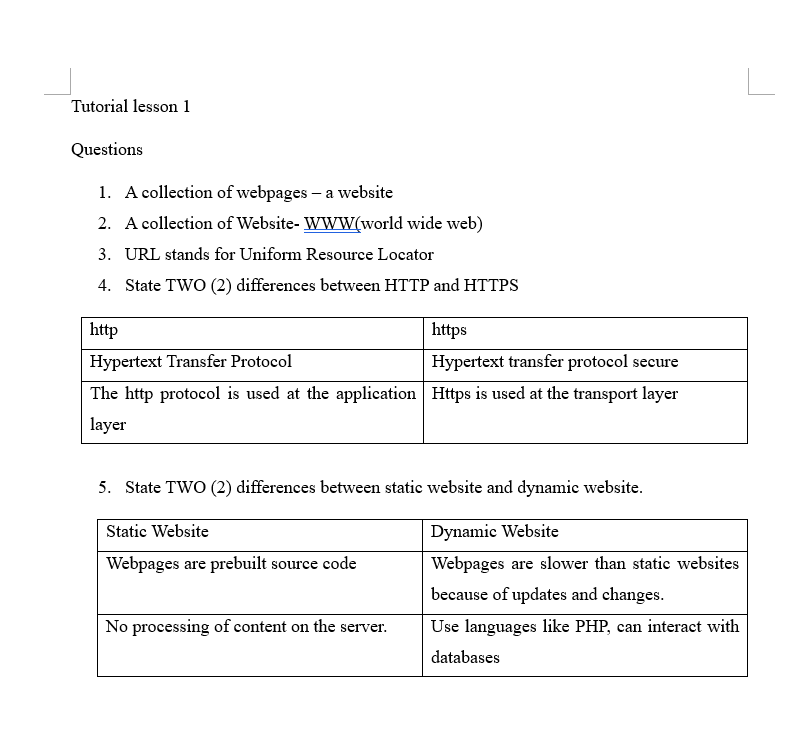 Tutorial lesson 1
Questions
1. A collection of webpages – a website
2. A collection of Website- WWW(world wide web)
3. URL stands for Uniform Resource Locator
4. State TWO (2) differences between HTTP and HTTPS
http
https
Hypertext Transfer Protocol
Hypertext transfer protocol secure
The http protocol is used at the application
layer
Https is used at the transport layer
5. State TWO (2) differences between static website and dynamic website.
Static Website
Dynamic Website
Webpages are prebuilt source code
Webpages are slower than static websites
because of updates and changes.
No processing of content on the server.
Use languages like PHP, can interact with
databases